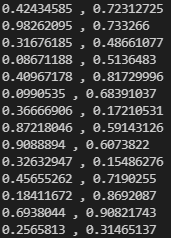 0.42434585 , 0.72312725
0.98262095 , 0.733266
0.31676185 , 0.48661077
0.08671188 , 0.5136483
0.40967178 , 0.81729996
0.0990535 , 0.68391037
0.36666906 , 0.17210531
0.87218046 , 0.59143126
0.9088894 , 0.6073822
0.32632947 , 0.15486276
0.45655262 , 0.7190255
0.18411672 , 0.8692087
0.6938044 , 0.90821743
0.2565813 , 0.31465137